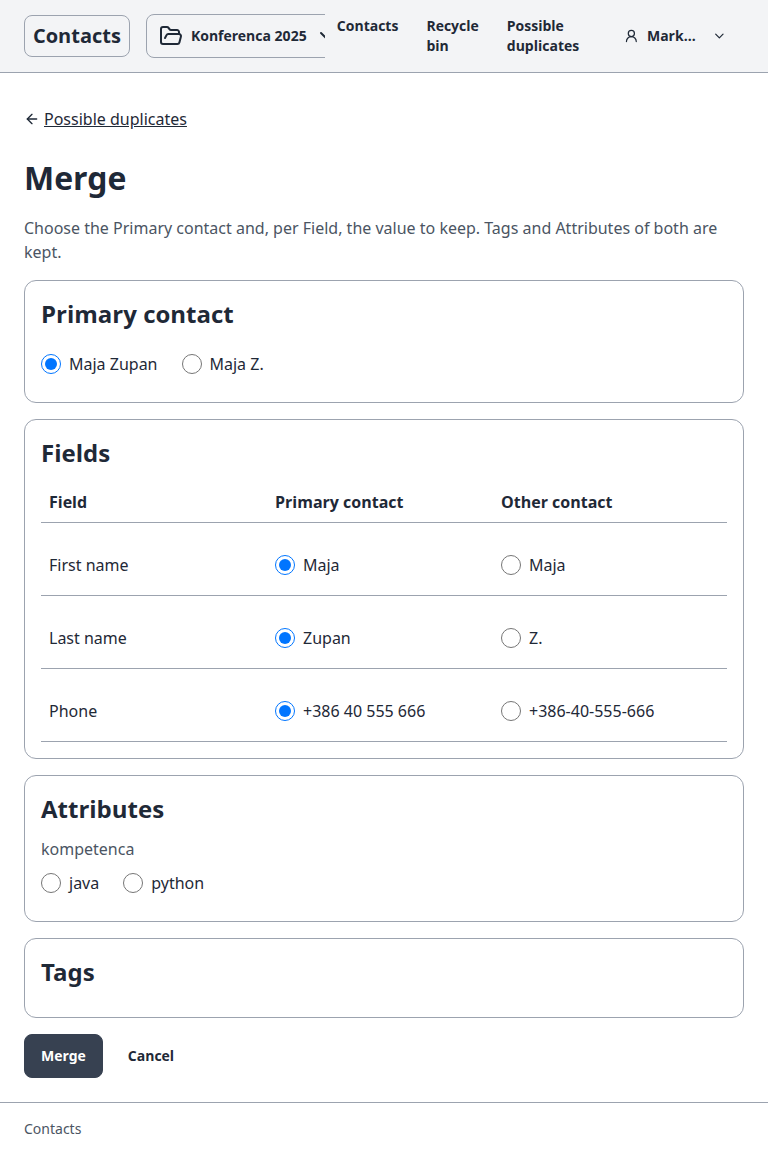 Contacts
Konferenca 2025
Contacts
Recycle
bin
Possible
duplicates
Mark...
Possible duplicates
Merge
Choose the Primary contact and, per Field, the value to keep. Tags and Attributes of both are
kept.
Primary contact
Maja Zupan Maja Z.
Fields
Field Primary contact Other contact
First name Maja Maja
Last name Zupan Z.
Phone +386 40 555 666 +386-40-555-666
Attributes
kompetenca
java python
Tags
Merge Cancel
Contacts